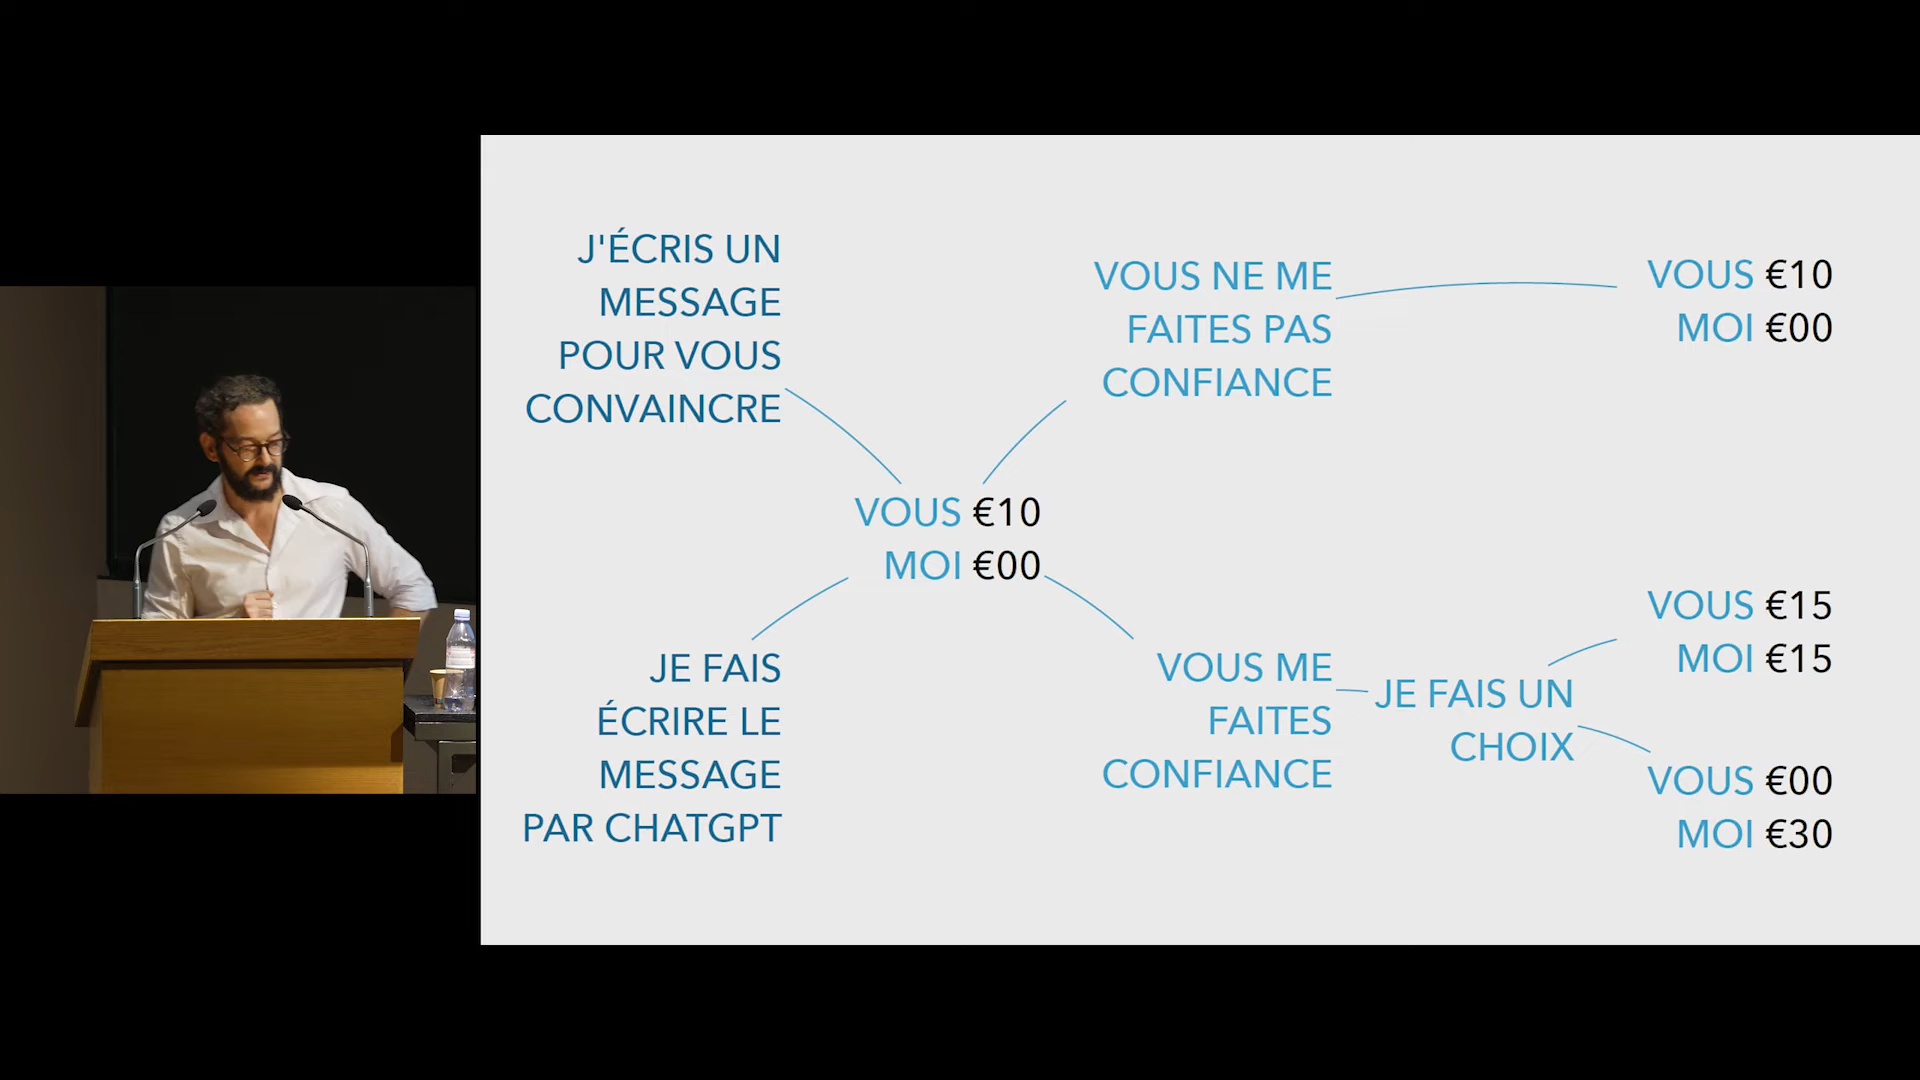 J'ÉCRIS UN
MESSAGE
POUR VOUS
CONVAINCRE
JE FAIS
ÉCRIRE LE
MESSAGE
PAR CHATGPT
VOUS €10
MOI €00
VOUS NE ME
FAITES PAS
CONFIANCE
VOUS €10
MOI €00
VOUS ME
FAITES
CONFIANCE
JE FAIS UN
CHOIX
VOUS €15
MOI €15
VOUS €00
MOI €30